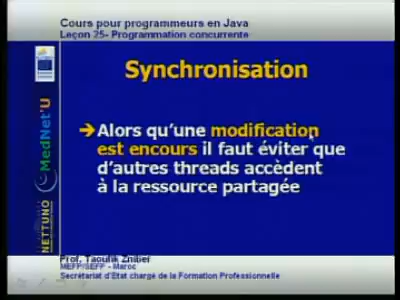 Cours pour programmeurs en Java
Leçon 25- Programmation concurrente
Synchronisation
Alors qu'une modification
est encours il faut éviter que
d'autres threads accèdent
à la ressource partagée
NETTUNO
MedNet'U
Prof. Taoufik Zniber
MEFP/SEFP - Maroc
Secrétariat d'Etat chargé de la Formation Professionnelle